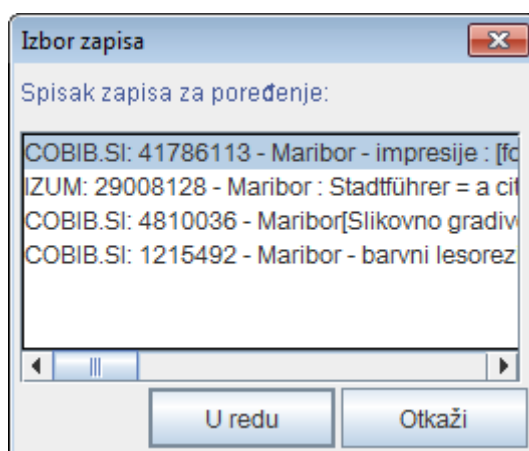 Izbor zapisa
Spisak zapisa za poređenje:
COBIB.SI: 41786113 - Maribor - impresije : [fo
IZUM: 29008128 - Maribor : Stadtführer = a cit
COBIB.SI: 4810036 - Maribor[Slikovno gradivo
COBIB.SI: 1215492 - Maribor - barvni lesorez
U redu Otkaži